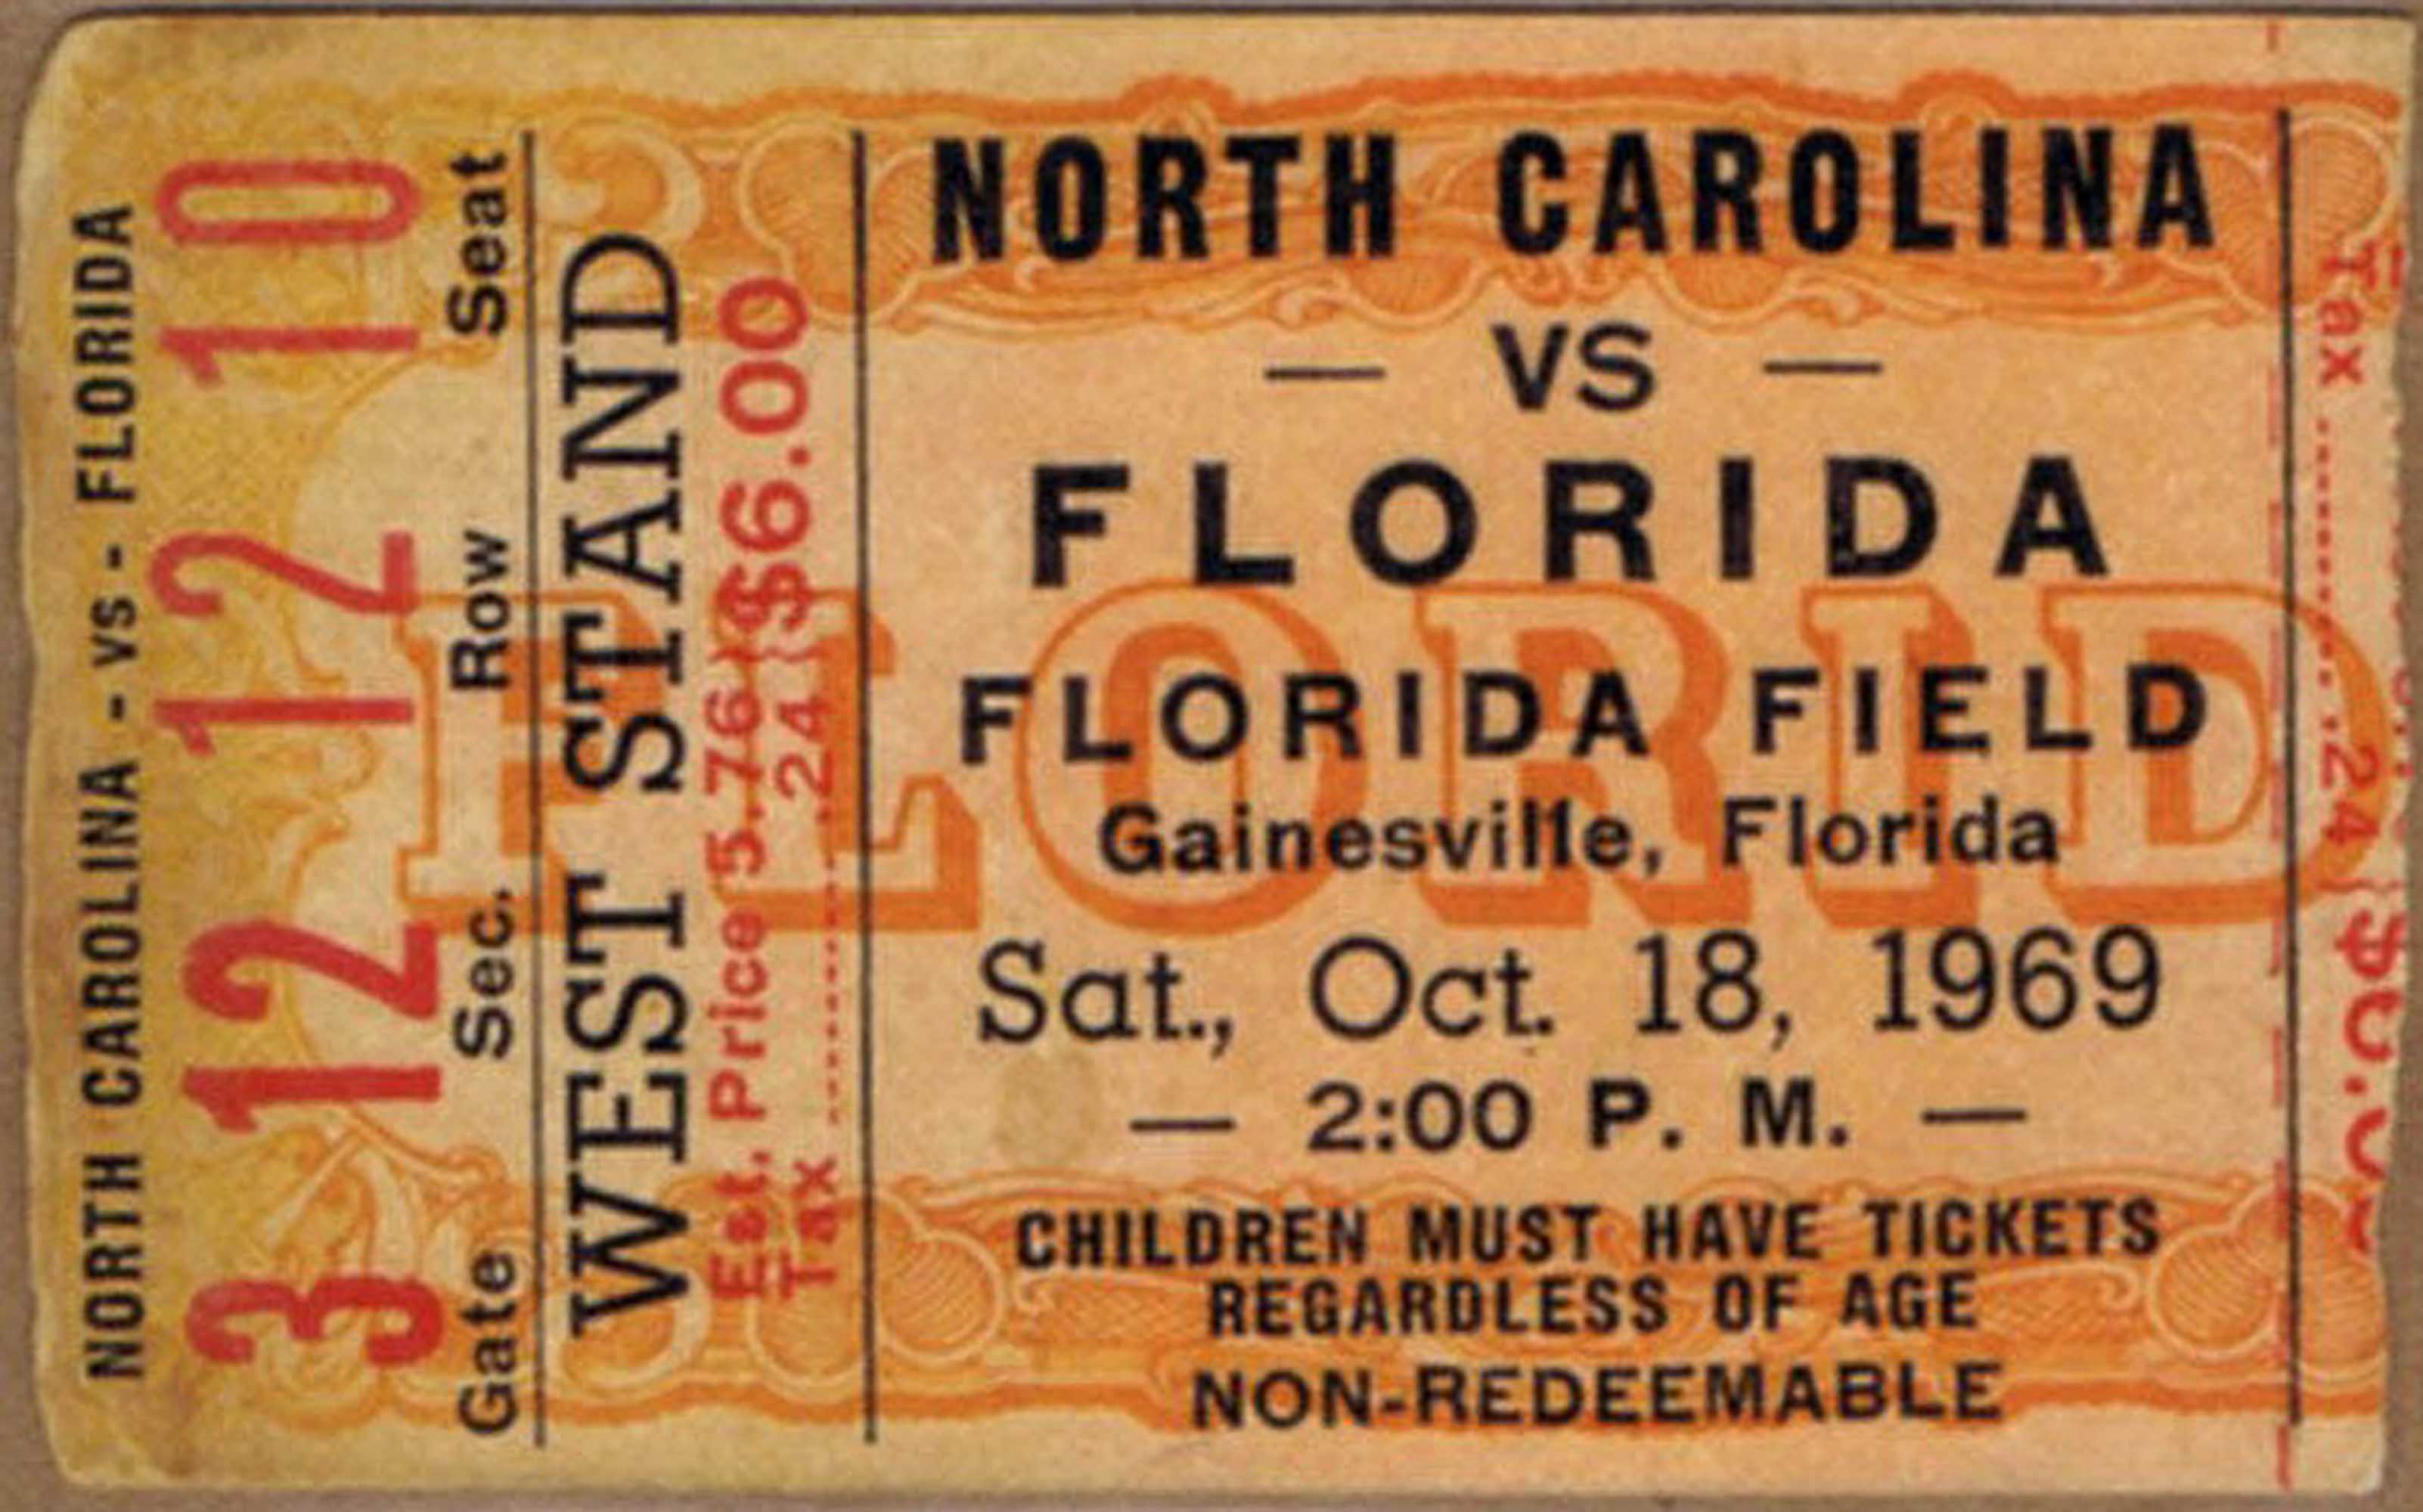 NORTH CAROLINA - vs - FLORIDA
3 12 12 10
Gate Sec. Row Seat
WEST STAND
Est. Price 5.76 } $6.00
Tax ........ .24
NORTH CAROLINA
— VS —
FLORIDA
FLORID
FLORIDA FIELD
Gainesville, Florida
Sat., Oct. 18, 1969
— 2:00 P. M. —
CHILDREN MUST HAVE TICKETS
REGARDLESS OF AGE
NON-REDEEMABLE
Tax ........ .24